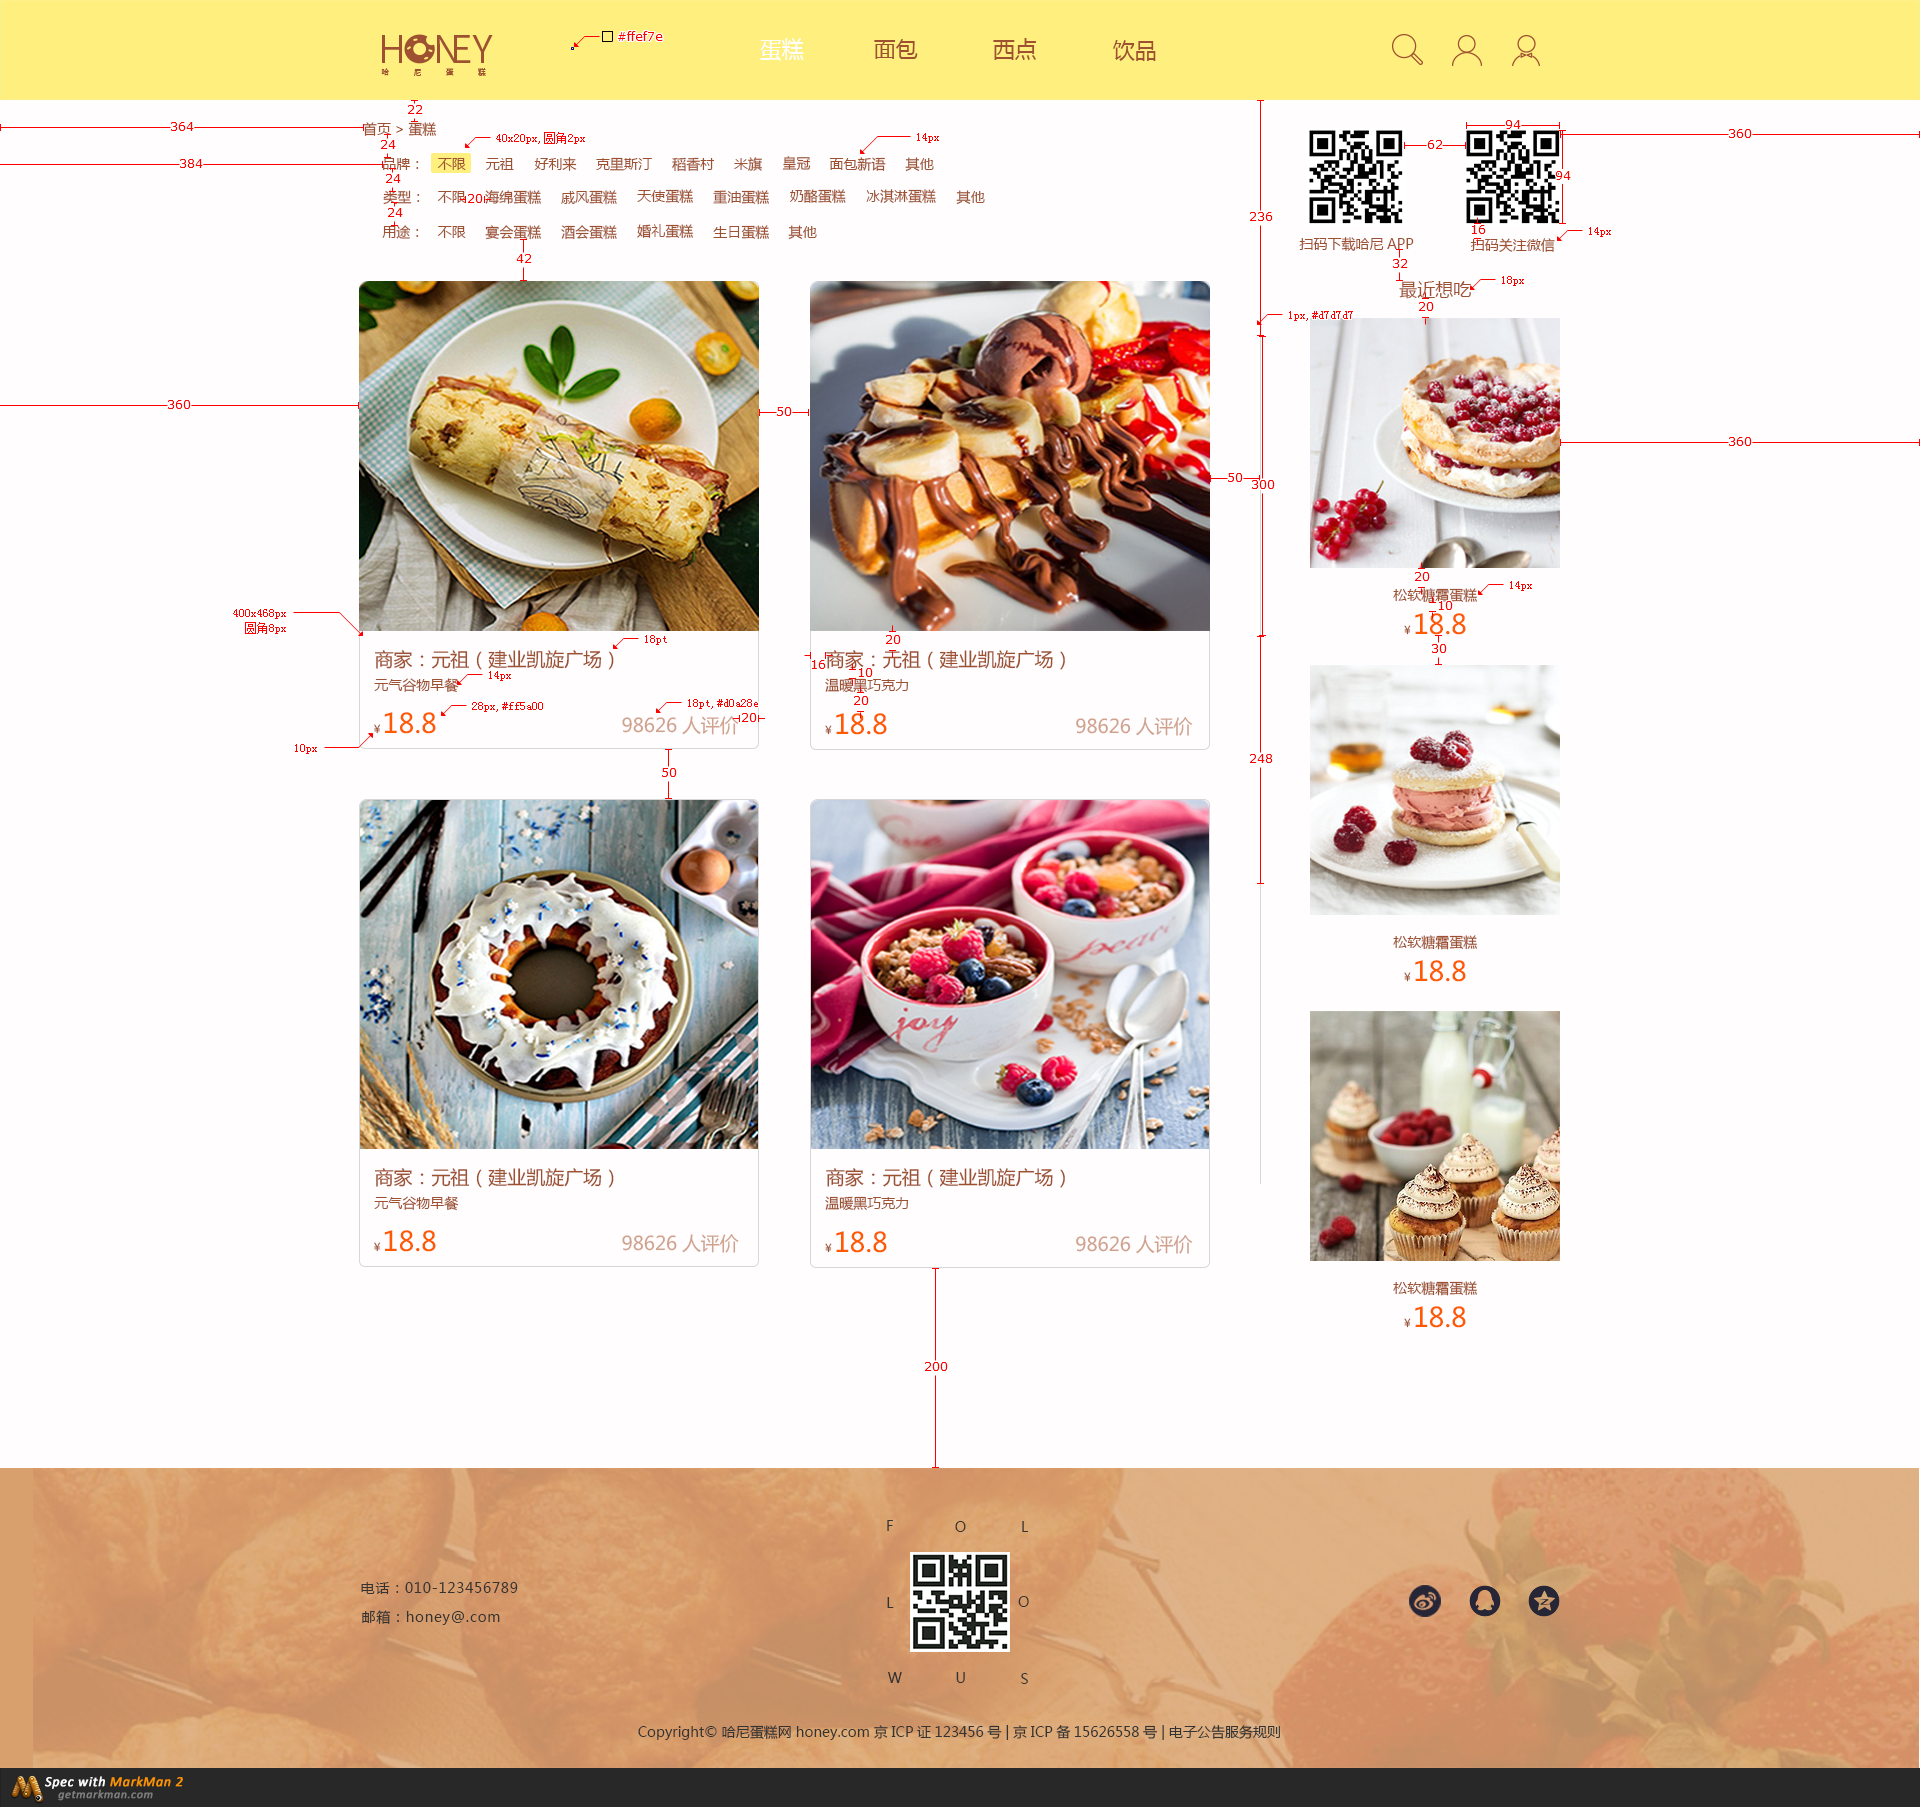 HONEY
哈尼蛋糕
#ffef7e
蛋糕 面包 西点 饮品
22
364
首页 > 蛋糕
40x20px, 圆角2px
14px
94
360
24
62
384
品牌： 不限 元祖 好利来 克里斯汀 稻香村 米旗 皇冠 面包新语 其他
24
94
类型： 不限 20 海绵蛋糕 戚风蛋糕 天使蛋糕 重油蛋糕 奶酪蛋糕 冰淇淋蛋糕 其他
24
236
用途： 不限 宴会蛋糕 酒会蛋糕 婚礼蛋糕 生日蛋糕 其他
16
14px
扫码下载哈尼 APP
扫码关注微信
42
32
最近想吃
18px
20
1px, #d7d7d7
360
50
360
50
300
20
松软糖霜蛋糕
14px
10
¥18.8
30
400x468px
圆角8px
18pt
20
商家：元祖（建业凯旋广场）
元气谷物早餐
14px
28px, #ff5a00
18pt, #d0a28e
¥18.8
98626 人评价
20
10px
16
商家：元祖（建业凯旋广场）
10
温暖黑巧克力
20
¥18.8
98626 人评价
50
248
peace
joy
松软糖霜蛋糕
¥18.8
商家：元祖（建业凯旋广场）
元气谷物早餐
¥18.8
98626 人评价
商家：元祖（建业凯旋广场）
温暖黑巧克力
¥18.8
98626 人评价
松软糖霜蛋糕
¥18.8
200
F O L
电话：010-123456789
邮箱：honey@.com
L O
W U S
Copyright© 哈尼蛋糕网 honey.com 京 ICP 证 123456 号 | 京 ICP 备 15626558 号 | 电子公告服务规则
Spec with MarkMan 2
getmarkman.com